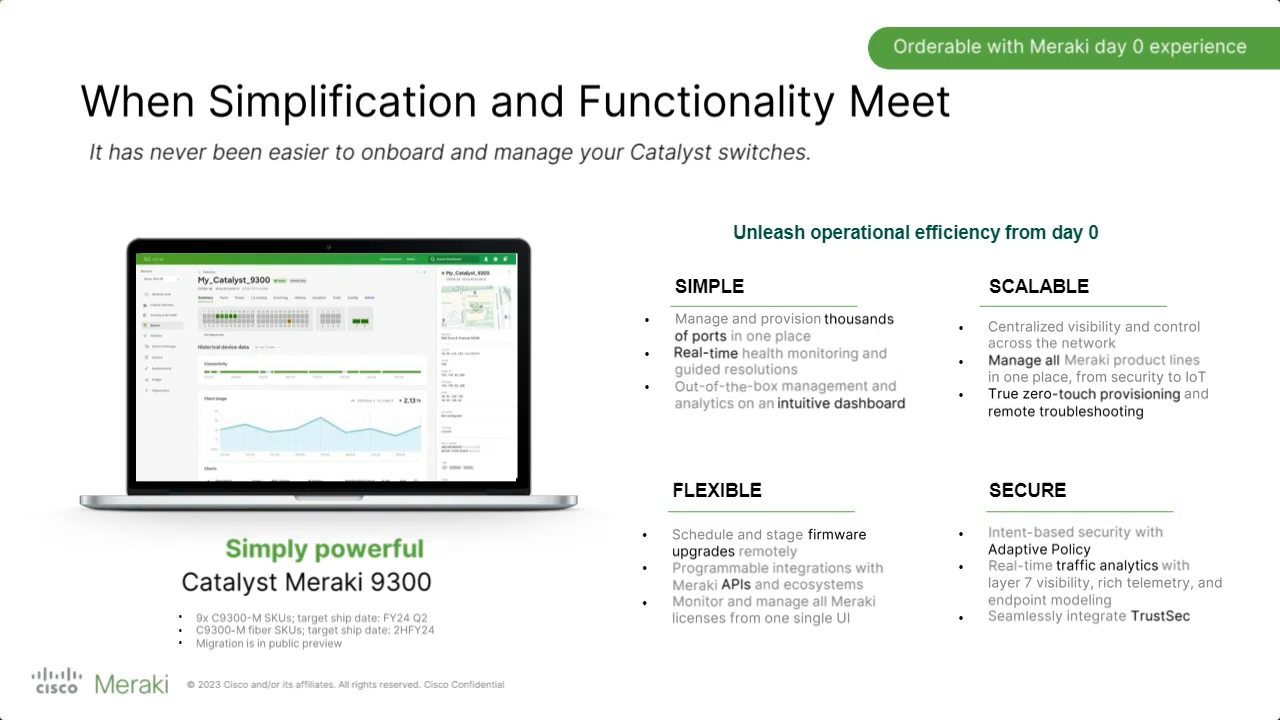 Orderable with Meraki day 0 experience
When Simplification and Functionality Meet
It has never been easier to onboard and manage your Catalyst switches.
My_Catalyst_9300
Summary
Historical device data
Connectivity
Client Usage
Clients
My_Catalyst_9300
Simply powerful
Catalyst Meraki 9300
• 9x C9300-M SKUs; target ship date: FY24 Q2
• C9300-M fiber SKUs; target ship date: 2HFY24
• Migration is in public preview
Unleash operational efficiency from day 0
SIMPLE
• Manage and provision thousands
of ports in one place
• Real-time health monitoring and
guided resolutions
• Out-of-the-box management and
analytics on an intuitive dashboard
SCALABLE
• Centralized visibility and control
across the network
• Manage all Meraki product lines
in one place, from security to IoT
• True zero-touch provisioning and
remote troubleshooting
FLEXIBLE
• Schedule and stage firmware
upgrades remotely
• Programmable integrations with
Meraki APIs and ecosystems
• Monitor and manage all Meraki
licenses from one single UI
SECURE
• Intent-based security with
Adaptive Policy
• Real-time traffic analytics with
layer 7 visibility, rich telemetry, and
endpoint modeling
• Seamlessly integrate TrustSec
CISCO Meraki
© 2023 Cisco and/or its affiliates. All rights reserved. Cisco Confidential